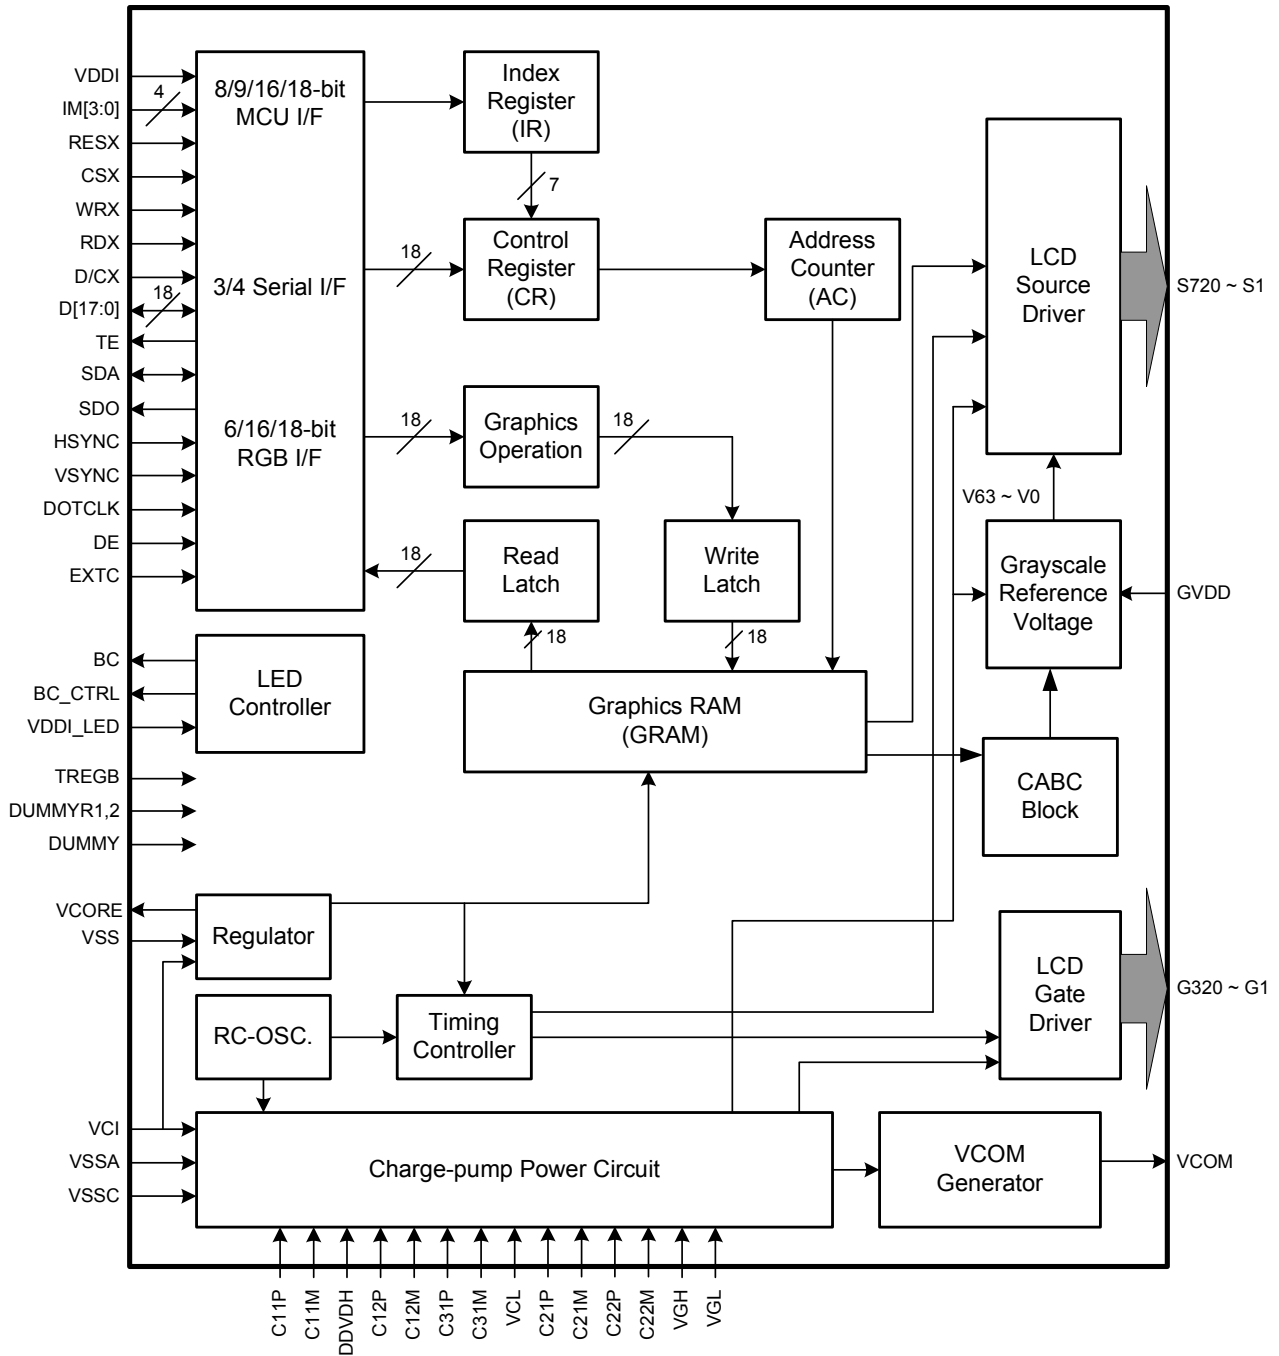 VDDI
IM[3:0]
4
RESX
CSX
WRX
RDX
D/CX
D[17:0]
18
TE
SDA
SDO
HSYNC
VSYNC
DOTCLK
DE
EXTC
8/9/16/18-bit
MCU I/F
3/4 Serial I/F
6/16/18-bit
RGB I/F
Index
Register
(IR)
7
18
Control
Register
(CR)
Address
Counter
(AC)
18
Graphics
Operation
18
18
Read
Latch
18
Write
Latch
18
Graphics RAM
(GRAM)
LCD
Source
Driver
S720 ~ S1
V63 ~ V0
Grayscale
Reference
Voltage
GVDD
CABC
Block
BC
BC_CTRL
VDDI_LED
LED
Controller
TREGB
DUMMYR1,2
DUMMY
VCORE
VSS
Regulator
RC-OSC.
Timing
Controller
LCD
Gate
Driver
G320 ~ G1
VCI
VSSA
VSSC
Charge-pump Power Circuit
VCOM
Generator
VCOM
C11P
C11M
DDVDH
C12P
C12M
C31P
C31M
VCL
C21P
C21M
C22P
C22M
VGH
VGL